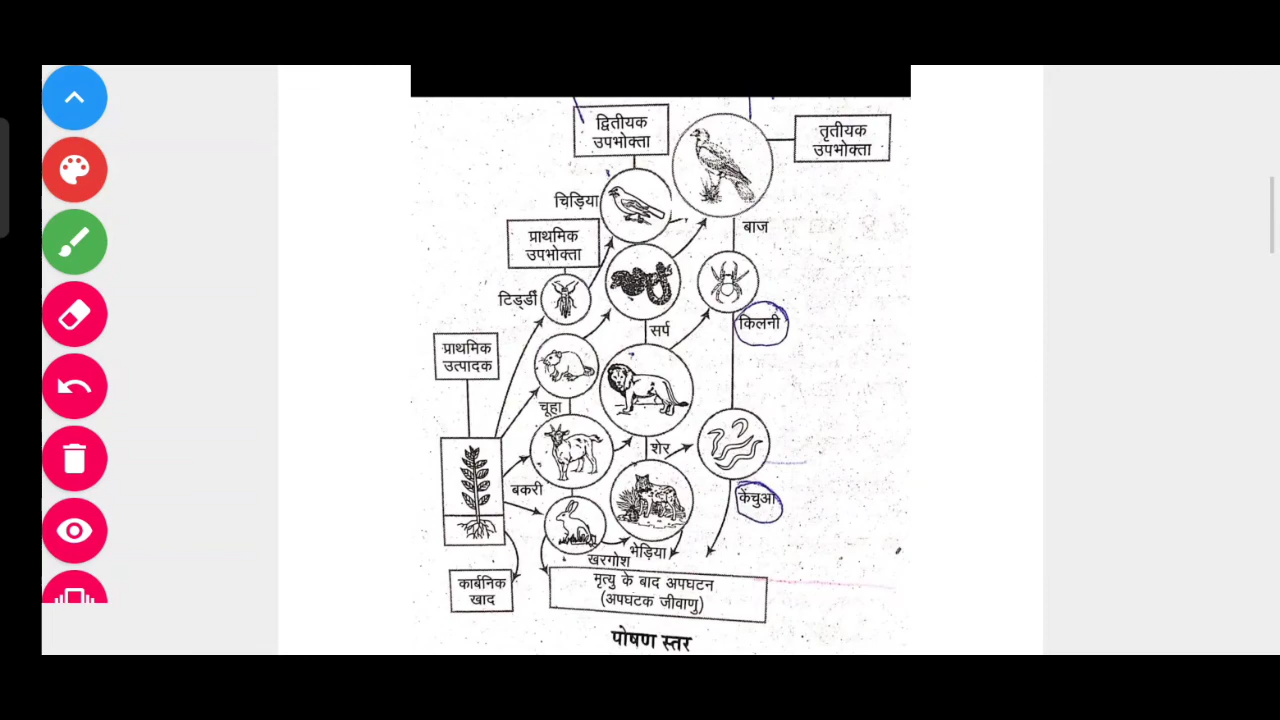 द्वितीयक
उपभोक्ता
तृतीयक
उपभोक्ता
चिड़िया
बाज
प्राथमिक
उपभोक्ता
टिड्डी
सर्प
किलनी
प्राथमिक
उत्पादक
चूहा
शेर
बकरी
केंचुआ
भेड़िया
खरगोश
कार्बनिक
खाद
मृत्यु के बाद अपघटन
(अपघटक जीवाणु)
पोषण स्तर